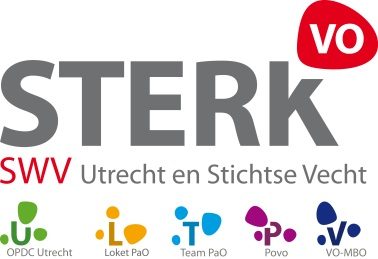 STERK VO
SWV Utrecht en Stichtse Vecht
U L T P V
OPDC Utrecht Loket PaO Team PaO Povo VO-MBO